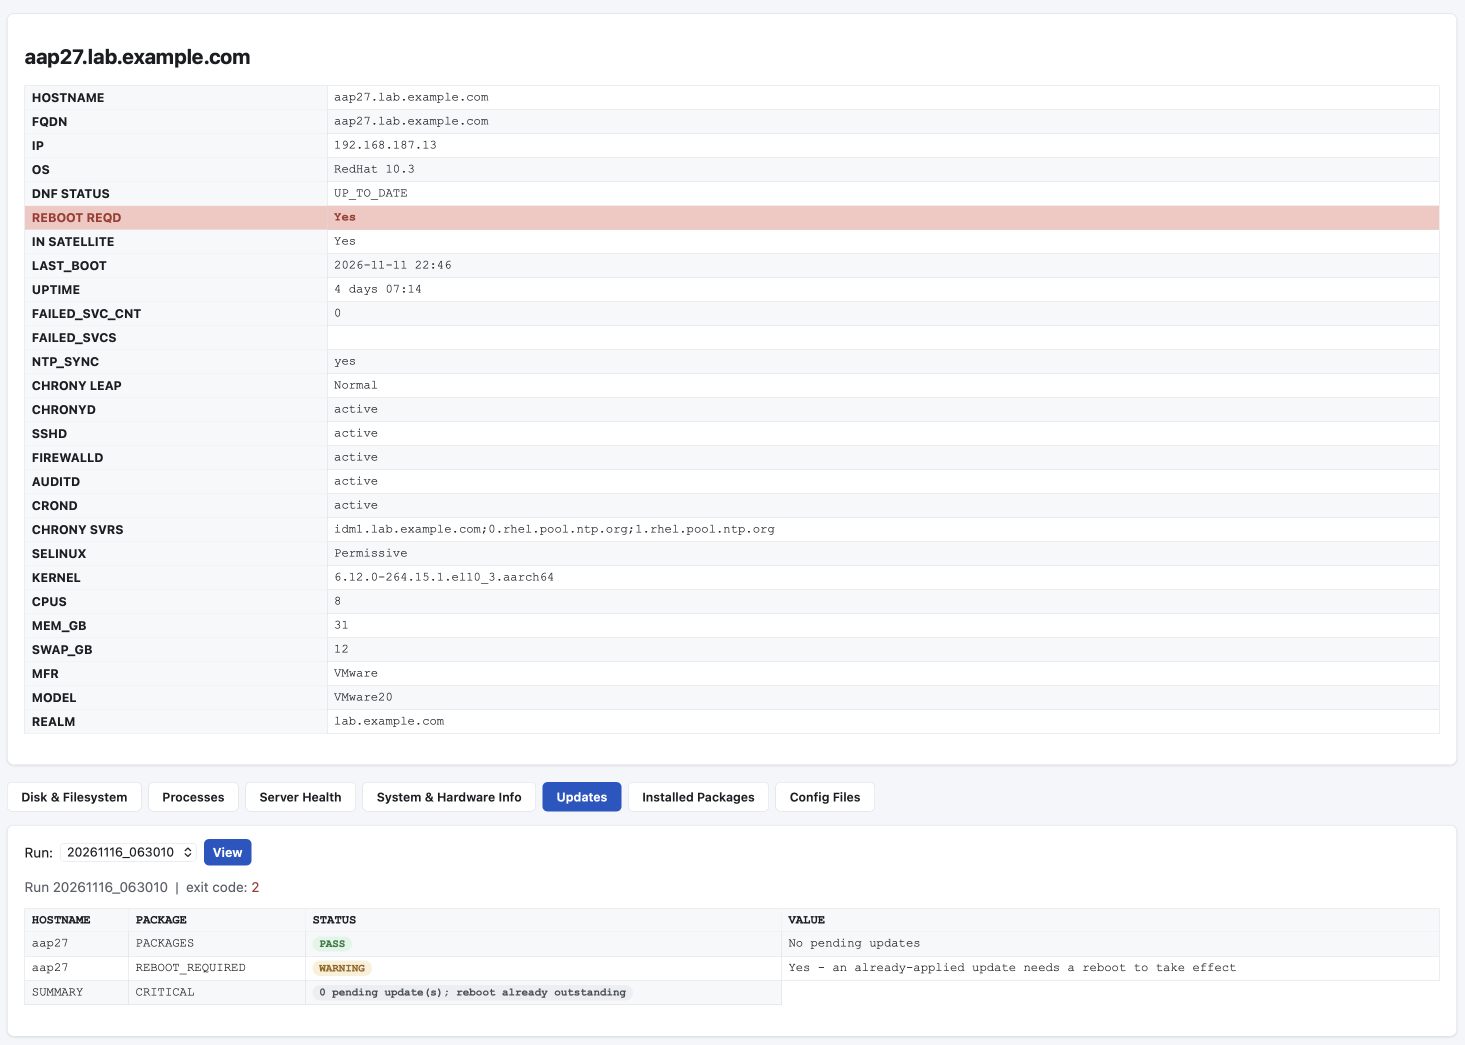 aap27.lab.example.com
HOSTNAME aap27.lab.example.com
FQDN aap27.lab.example.com
IP 192.168.187.13
OS RedHat 10.3
DNF STATUS UP_TO_DATE
REBOOT REQD Yes
IN SATELLITE Yes
LAST_BOOT 2026-11-11 22:46
UPTIME 4 days 07:14
FAILED_SVC_CNT 0
FAILED_SVCS
NTP_SYNC yes
CHRONY LEAP Normal
CHRONYD active
SSHD active
FIREWALLD active
AUDITD active
CROND active
CHRONY SVRS idm1.lab.example.com;0.rhel.pool.ntp.org;1.rhel.pool.ntp.org
SELINUX Permissive
KERNEL 6.12.0-264.15.1.el10_3.aarch64
CPUS 8
MEM_GB 31
SWAP_GB 12
MFR VMware
MODEL VMware20
REALM lab.example.com
Disk & Filesystem Processes Server Health System & Hardware Info Updates Installed Packages Config Files
Run: 20261116_063010 View
Run 20261116_063010 | exit code: 2
HOSTNAME PACKAGE STATUS VALUE
aap27 PACKAGES PASS No pending updates
aap27 REBOOT_REQUIRED WARNING Yes - an already-applied update needs a reboot to take effect
SUMMARY CRITICAL 0 pending update(s); reboot already outstanding